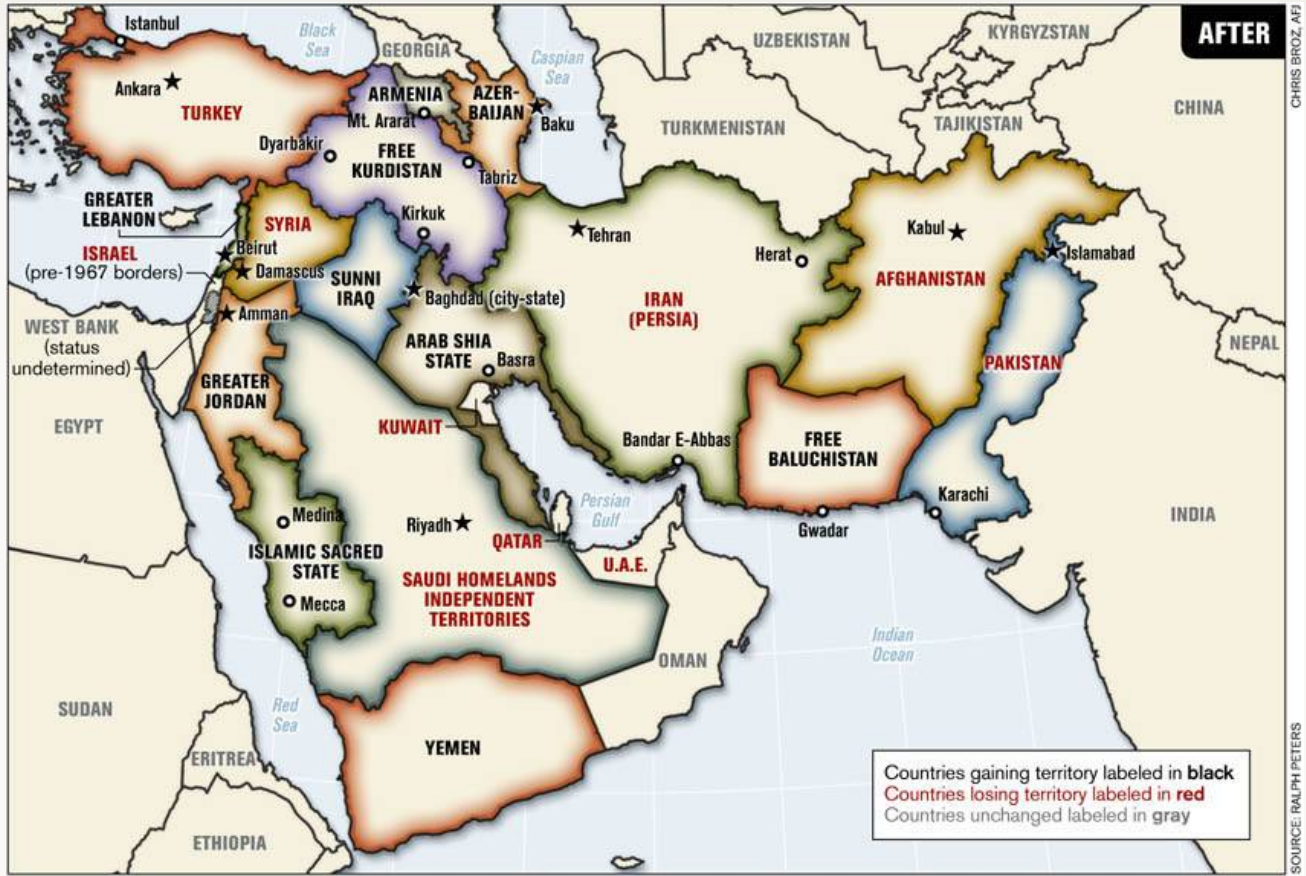 AFTER
CHRIS BROZ, AFJ
Istanbul
Black
Sea
GEORGIA
Caspian
Sea
UZBEKISTAN
KYRGYZSTAN
Ankara
TURKEY
ARMENIA
Mt. Ararat
AZER-
BAIJAN
Baku
TURKMENISTAN
TAJIKISTAN
CHINA
Dyarbakir
FREE
KURDISTAN
Tabriz
GREATER
LEBANON
SYRIA
Kirkuk
Tehran
Herat
Kabul
Islamabad
ISRAEL
(pre-1967 borders)
Beirut
Damascus
SUNNI
IRAQ
Baghdad (city-state)
IRAN
(PERSIA)
AFGHANISTAN
WEST BANK
(status
undetermined)
Amman
ARAB SHIA
STATE
Basra
PAKISTAN
NEPAL
GREATER
JORDAN
EGYPT
KUWAIT
Bandar E-Abbas
FREE
BALUCHISTAN
Karachi
Gwadar
INDIA
Medina
Riyadh
Persian
Gulf
QATAR
U.A.E.
ISLAMIC SACRED
STATE
Mecca
SAUDI HOMELANDS
INDEPENDENT
TERRITORIES
OMAN
Indian
Ocean
SUDAN
Red
Sea
ERITREA
YEMEN
ETHIOPIA
Countries gaining territory labeled in black
Countries losing territory labeled in red
Countries unchanged labeled in gray
SOURCE: RALPH PETERS